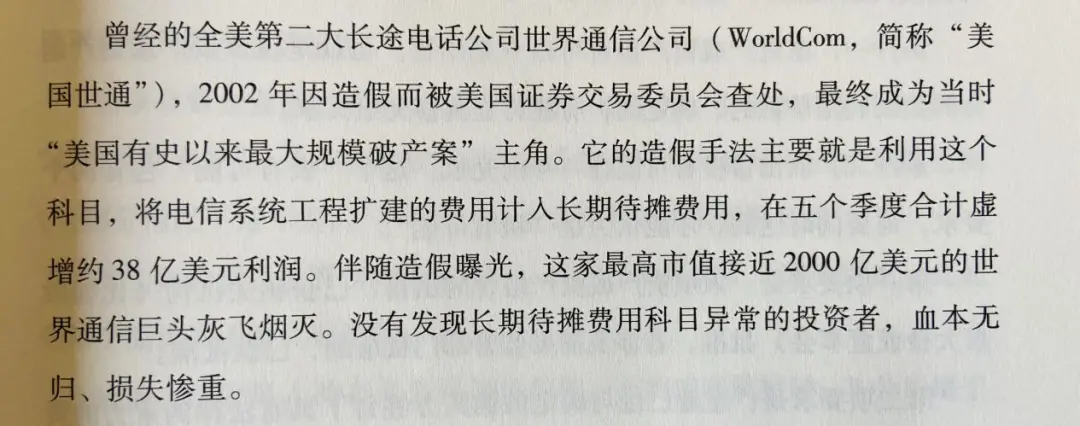 曾经的全美第二大长途电话公司世界通信公司（WorldCom，简称“美
国世通”），2002 年因造假而被美国证券交易委员会查处，最终成为当时
“美国有史以来最大规模破产案”主角。它的造假手法主要就是利用这个
科目，将电信系统工程扩建的费用计入长期待摊费用，在五个季度合计虚
增约 38 亿美元利润。伴随造假曝光，这家最高市值接近 2000 亿美元的世
界通信巨头灰飞烟灭。没有发现长期待摊费用科目异常的投资者，血本无
归、损失惨重。